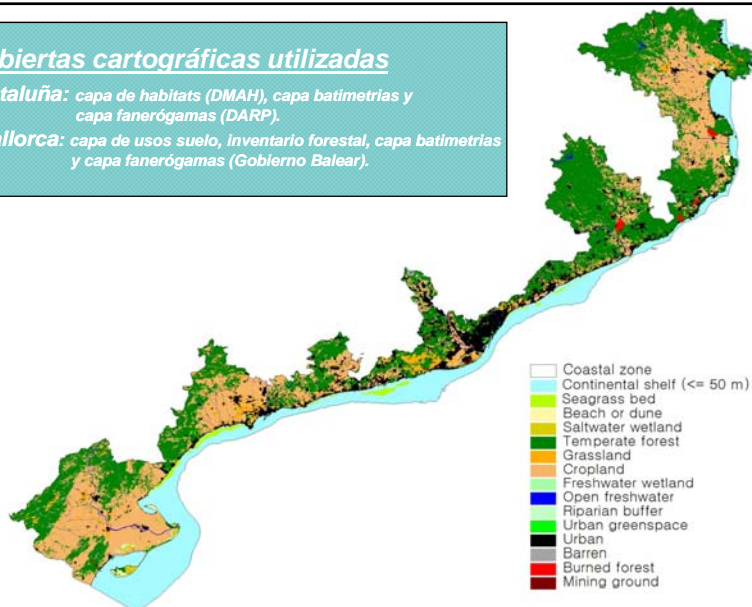 biertas cartográficas utilizadas
taluña: capa de habitats (DMAH), capa batimetrias y
capa fanerógamas (DARP).
allorca: capa de usos suelo, inventario forestal, capa batimetrias
y capa fanerógamas (Gobierno Balear).
Coastal zone
Continental shelf (<= 50 m)
Seagrass bed
Beach or dune
Saltwater wetland
Temperate forest
Grassland
Cropland
Freshwater wetland
Open freshwater
Riparian buffer
Urban greenspace
Urban
Barren
Burned forest
Mining ground